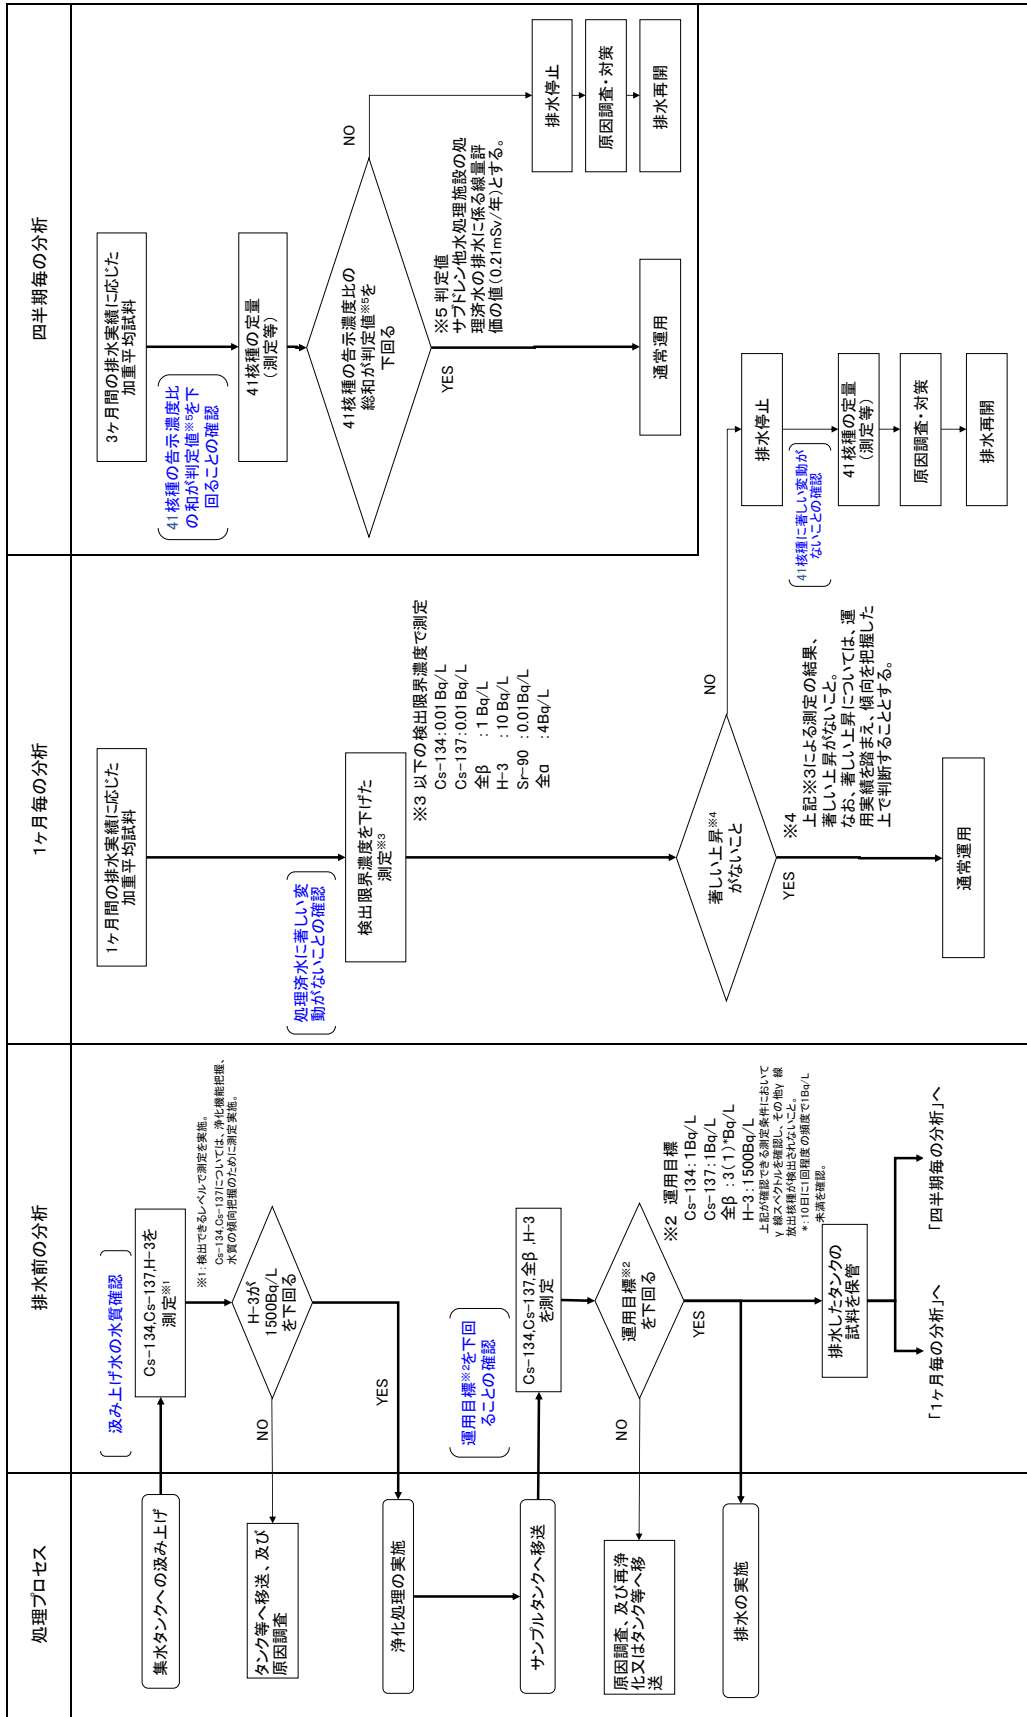 処理プロセス
排水前の分析
1ヶ月毎の分析
四半期毎の分析
集水タンクへの汲み上げ
タンク等へ移送、及び
原因調査
浄化処理の実施
サンプルタンクへ移送
原因調査、及び再浄
化又はタンク等へ移
送
排水の実施
汲み上げ水の水質確認
Cs-134,Cs-137,H-3を
測定※1
※1:検出できるレベルで測定を実施。
Cs-134,Cs-137については、浄化機能把握、
水質の傾向把握のために測定実施。
H-3が
1500Bq/L
を下回る
NO
YES
運用目標※2を下回
ることの確認
Cs-134,Cs-137,全β,H-3
を測定
運用目標※2
を下回る
NO
YES
※2 運用目標
Cs-134:1Bq/L
Cs-137:1Bq/L
全β:3(1)*Bq/L
H-3:1500Bq/L
上記が確認できる測定条件において
γ線スペクトルを確認し、その他γ線
放出核種が検出されないこと。
*:10日に1回程度の頻度で1Bq/L
未満を確認。
排水したタンクの
試料を保管
「1ヶ月毎の分析」へ
「四半期毎の分析」へ
1ヶ月間の排水実績に応じた
加重平均試料
処理済水に著しい変
動がないことの確認
検出限界濃度を下げた
測定※3
※3 以下の検出限界濃度で測定
Cs-134:0.01Bq/L
Cs-137:0.01Bq/L
全β :1Bq/L
H-3 :10Bq/L
Sr-90 :0.01Bq/L
全α :4Bq/L
著しい上昇※4
がないこと
NO
YES
※4
上記※3による測定の結果、
著しい上昇がないこと。
なお、著しい上昇については、運
用実績を踏まえ、傾向を把握した
上で判断することとする。
通常運用
排水停止
41核種に著しい変動が
ないことの確認
41核種の定量
(測定等)
原因調査・対策
排水再開
3ヶ月間の排水実績に応じた
加重平均試料
41核種の告示濃度比
の和が判定値※5を下
回ることの確認
41核種の定量
(測定等)
41核種の告示濃度比の
総和が判定値※5を
下回る
NO
YES
※5 判定値
サブドレン他水処理施設の処
理済水の排水に係る線量評
価の値(0.21mSv/年)とする。
通常運用
排水停止
原因調査・対策
排水再開